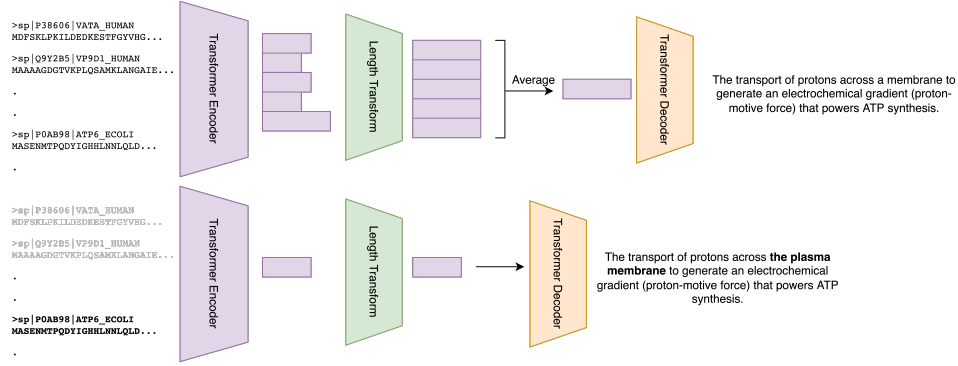 >sp|P38606|VATA_HUMAN
MDFSKLPKILDEDKESTFGYVHG...
>sp|Q9Y2B5|VP9D1_HUMAN
MAAAAGDGTVKPLQSAMKLANGAIE...
.
.
>sp|P0AB98|ATP6_ECOLI
MASENMTPQDYIGHHLNNLQLD...
.
Transformer Encoder
Length Transform
Average
Transformer Decoder
The transport of protons across a membrane to
generate an electrochemical gradient (proton-
motive force) that powers ATP synthesis.
>sp|P38606|VATA_HUMAN
MDFSKLPKILDEDKESTFGYVHG...
>sp|Q9Y2B5|VP9D1_HUMAN
MAAAAGDGTVKPLQSAMKLANGAIE...
.
.
>sp|P0AB98|ATP6_ECOLI
MASENMTPQDYIGHHLNNLQLD...
.
Transformer Encoder
Length Transform
Transformer Decoder
The transport of protons across the plasma
membrane to generate an electrochemical
gradient (proton-motive force) that powers ATP
synthesis.